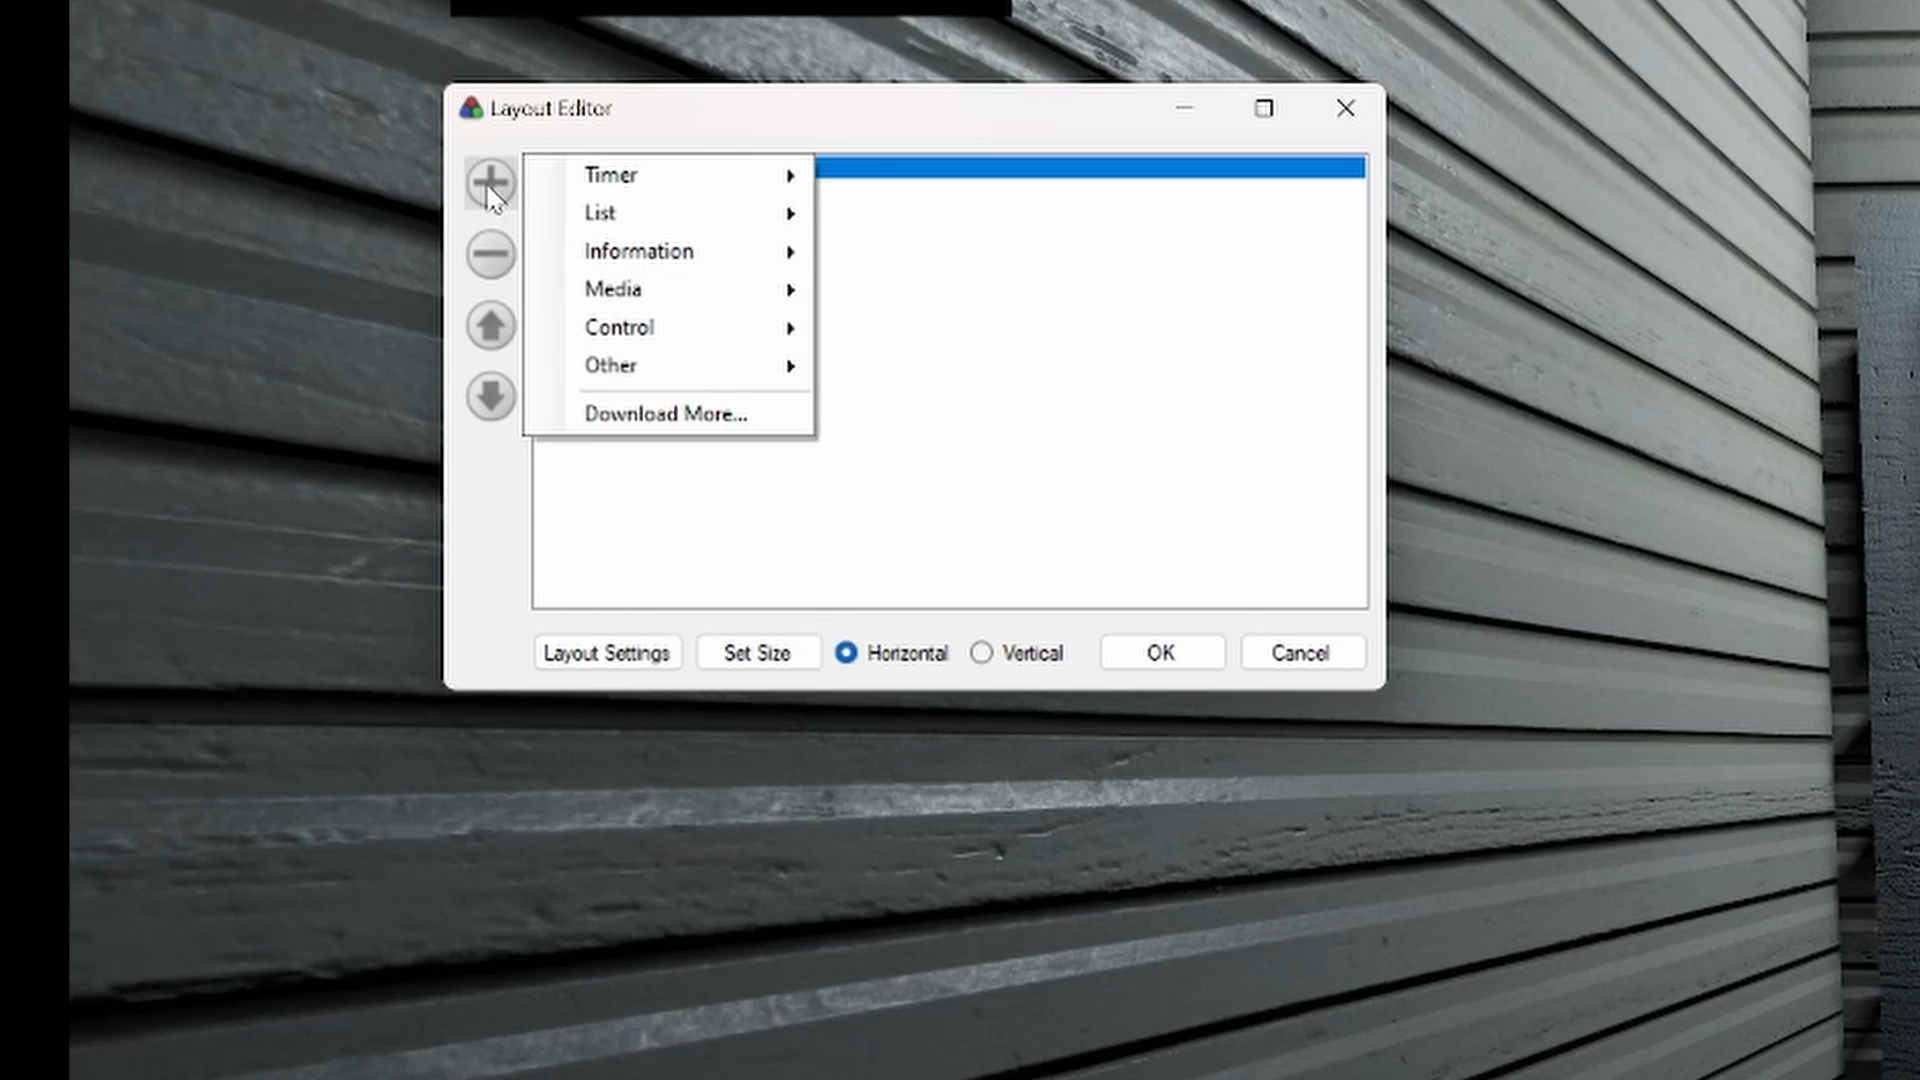 Layout Editor
Timer
List
Information
Media
Control
Other
Download More...
Layout Settings
Set Size
Horizontal
Vertical
OK
Cancel